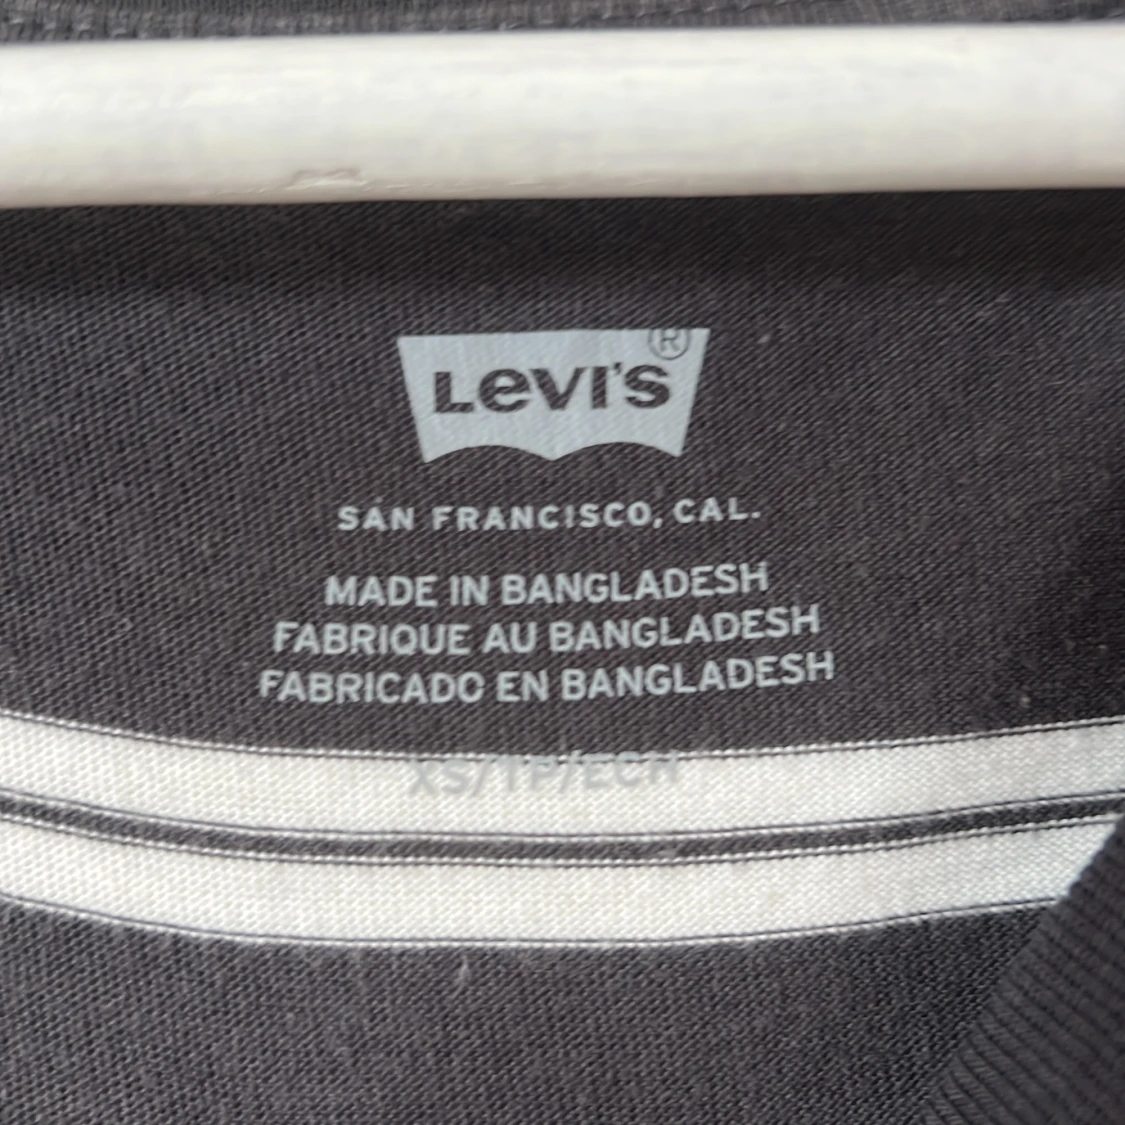 LEVI'S ®
SAN FRANCISCO, CAL.
MADE IN BANGLADESH
FABRIQUE AU BANGLADESH
FABRICADO EN BANGLADESH
XS/TP/ECH